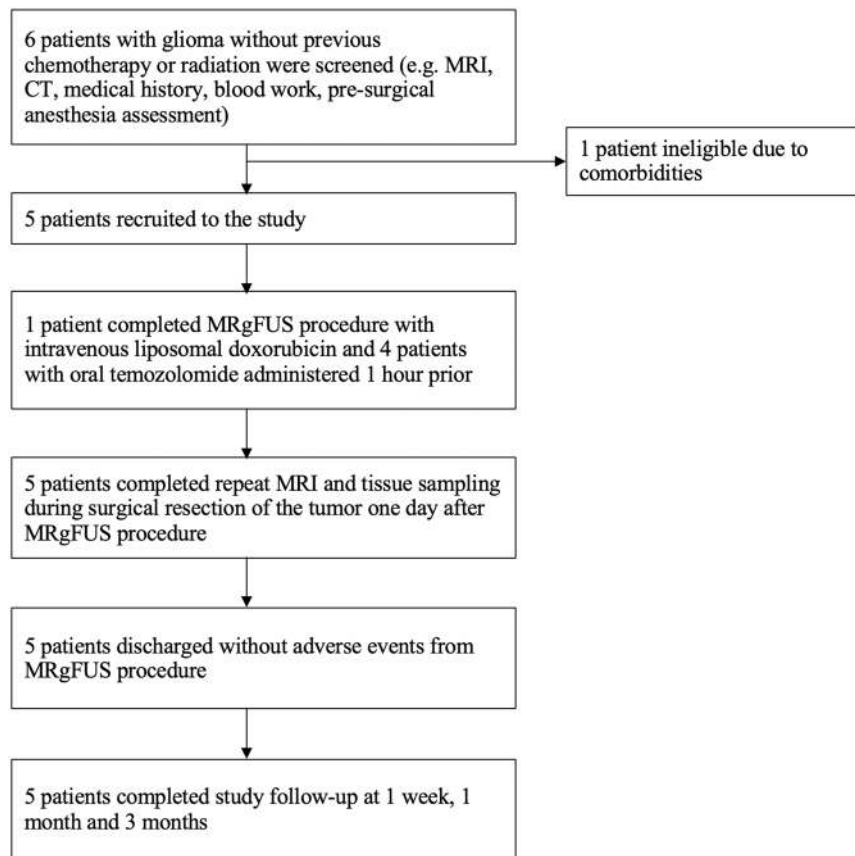 6 patients with glioma without previous
chemotherapy or radiation were screened (e.g. MRI,
CT, medical history, blood work, pre-surgical
anesthesia assessment)
1 patient ineligible due to
comorbidities
5 patients recruited to the study
1 patient completed MRgFUS procedure with
intravenous liposomal doxorubicin and 4 patients
with oral temozolomide administered 1 hour prior
5 patients completed repeat MRI and tissue sampling
during surgical resection of the tumor one day after
MRgFUS procedure
5 patients discharged without adverse events from
MRgFUS procedure
5 patients completed study follow-up at 1 week, 1
month and 3 months